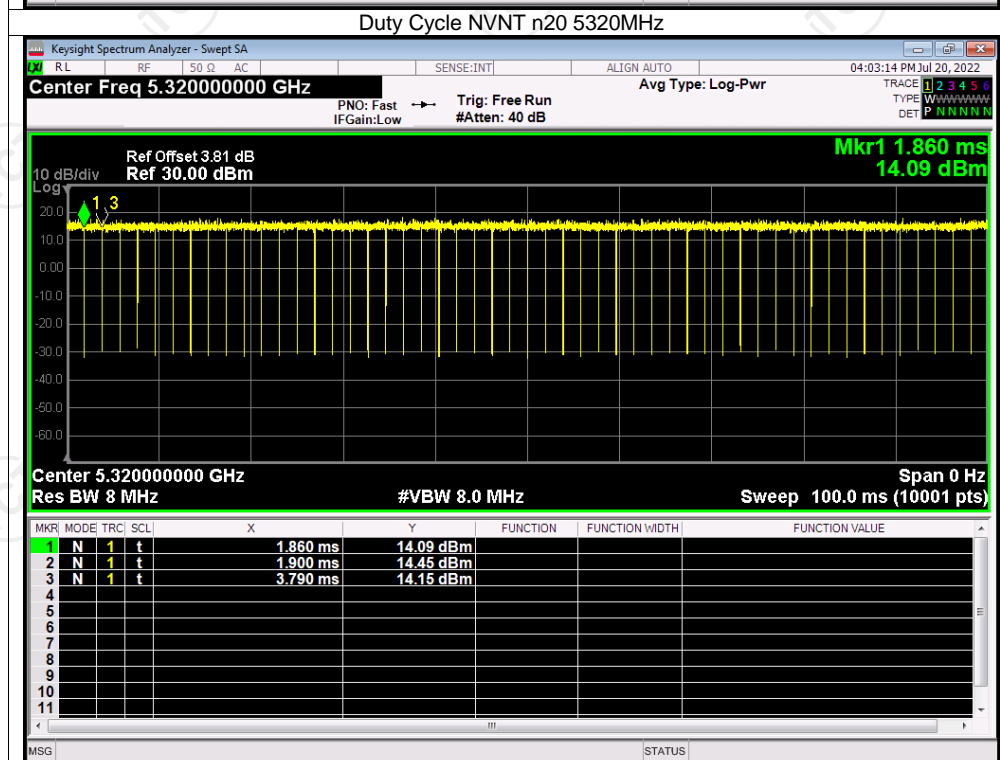 Duty Cycle NVNT n20 5320MHz
Keysight Spectrum Analyzer - Swept SA
LXI RL RF 50 Ω AC SENSE:INT ALIGN AUTO 04:03:14 PM Jul 20, 2022
Center Freq 5.320000000 GHz Avg Type: Log-Pwr TRACE 1 2 3 4 5 6
PNO: Fast Trig: Free Run TYPE WWWWWW
IFGain:Low #Atten: 40 dB DET P N N N N N
Mkr1 1.860 ms
Ref Offset 3.81 dB
10 dB/div Ref 30.00 dBm 14.09 dBm
Log
1 3
20.0
10.0
0.00
-10.0
-20.0
-30.0
-40.0
-50.0
-60.0
Center 5.320000000 GHz Span 0 Hz
Res BW 8 MHz #VBW 8.0 MHz Sweep 100.0 ms (10001 pts)
MKR MODE TRC SCL X Y FUNCTION FUNCTION WIDTH FUNCTION VALUE
1 N 1 t 1.860 ms 14.09 dBm
2 N 1 t 1.900 ms 14.45 dBm
3 N 1 t 3.790 ms 14.15 dBm
4
5
6
7
8
9
10
11
MSG STATUS